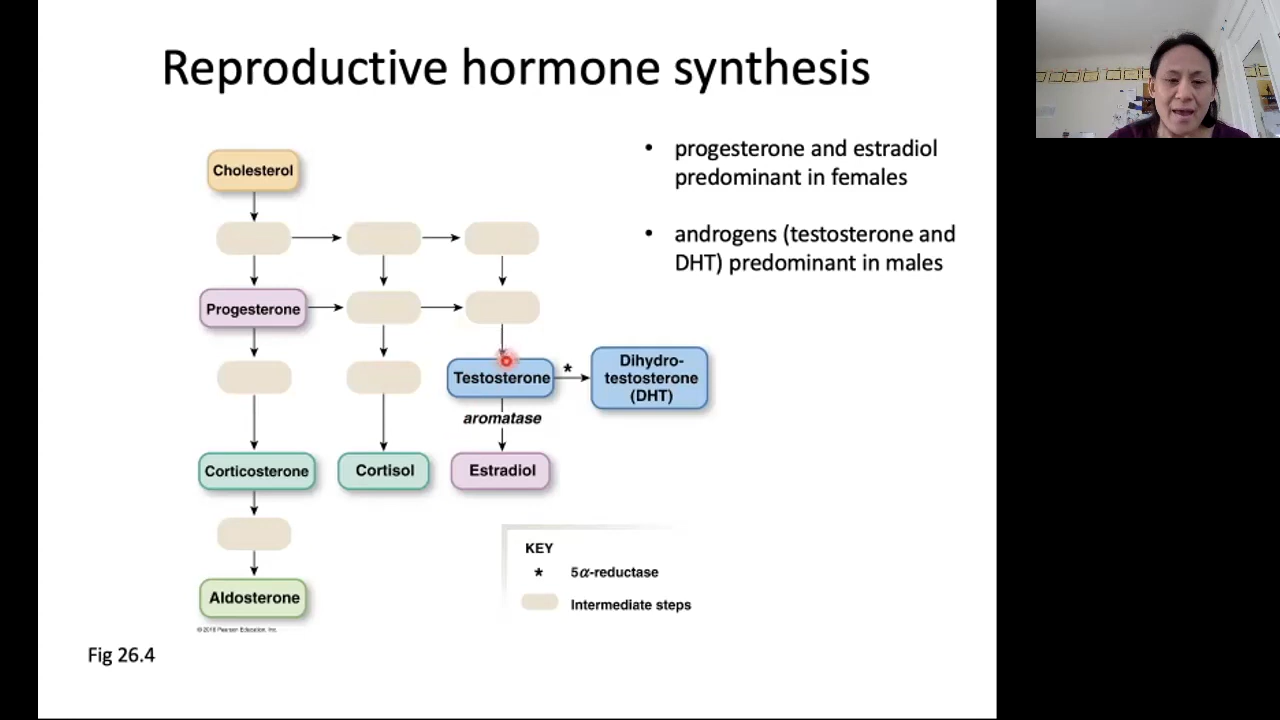 Reproductive hormone synthesis
• progesterone and estradiol
predominant in females
• androgens (testosterone and
DHT) predominant in males
Cholesterol
Progesterone
Testosterone
*
Dihydro-
testosterone
(DHT)
aromatase
Corticosterone
Cortisol
Estradiol
Aldosterone
KEY
* 5α-reductase
Intermediate steps
Fig 26.4